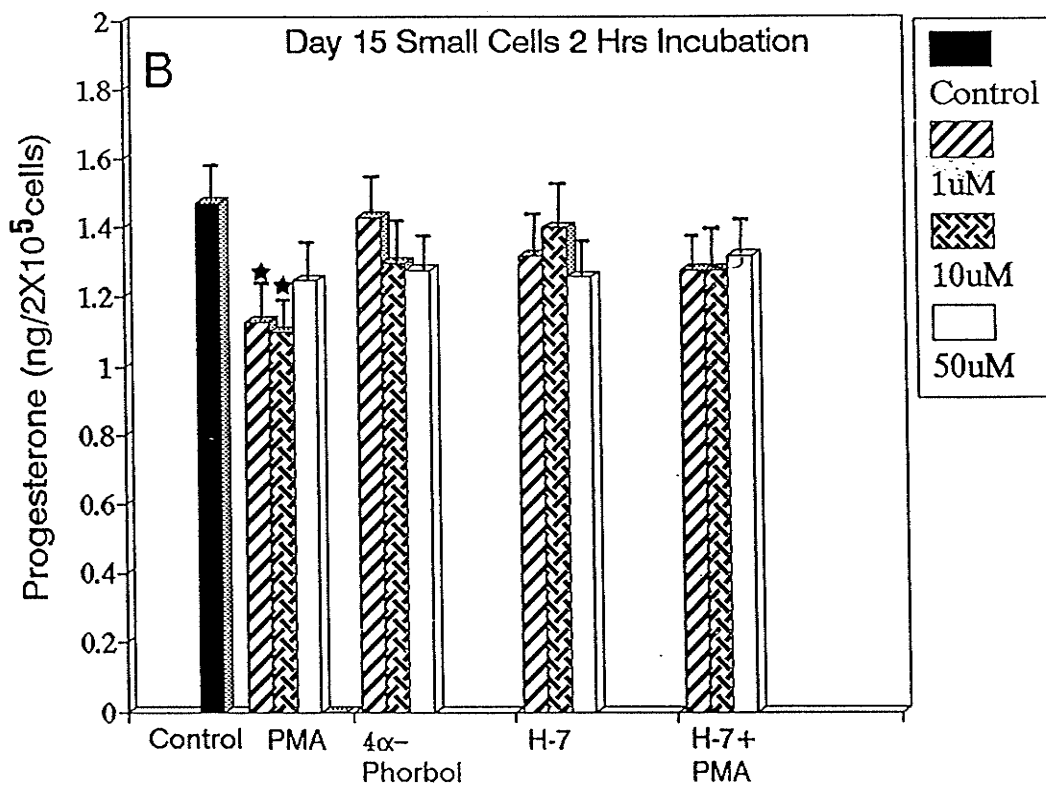 Day 15 Small Cells 2 Hrs Incubation
B
Progesterone (ng/2X10⁵cells)
2
1.8
1.6
1.4
1.2
1
0.8
0.6
0.4
0.2
0
Control
PMA
4α-
Phorbol
H-7
H-7+
PMA
Control
1uM
10uM
50uM